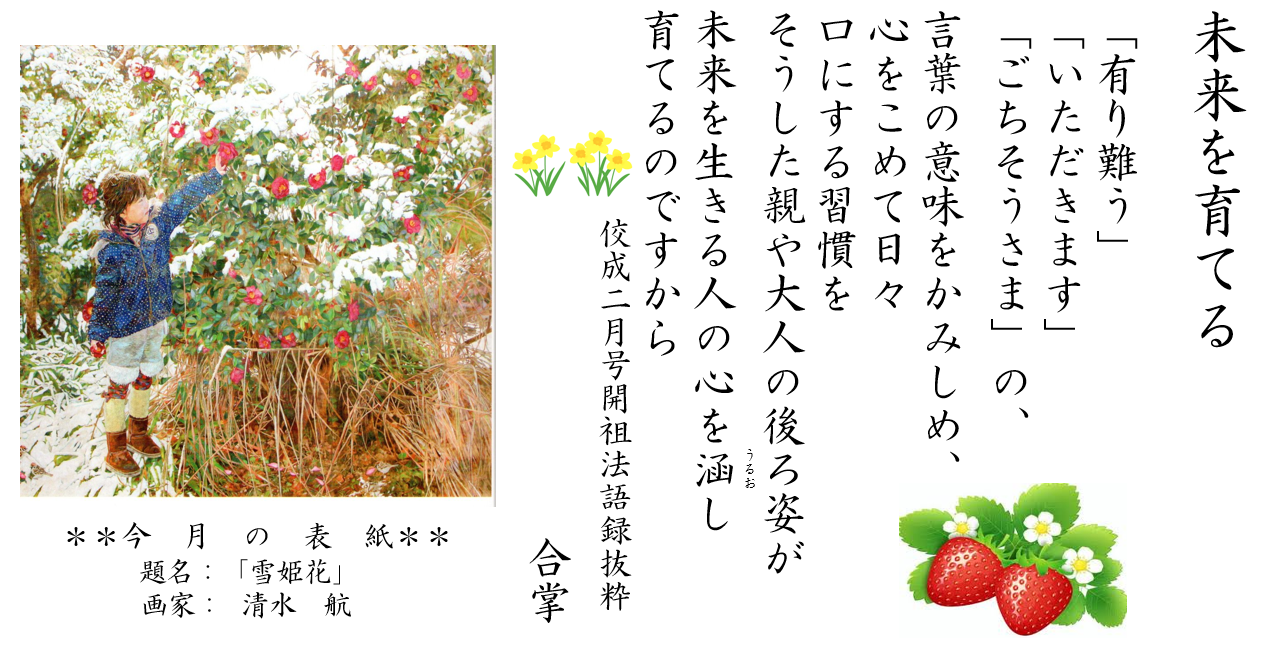 未来を育てる
「有り難う」
「いただきます」
「ごちそうさま」の、
言葉の意味をかみしめ、
心をこめて日々
口にする習慣を
そうした親や大人の後ろ姿が
うるお
未来を生きる人の心を涵し
育てるのですから
佼成二月号開祖法語録抜粋
合掌
＊＊今　月　の　表　紙＊＊
題名：「雪姫花」
画家：　清水　航